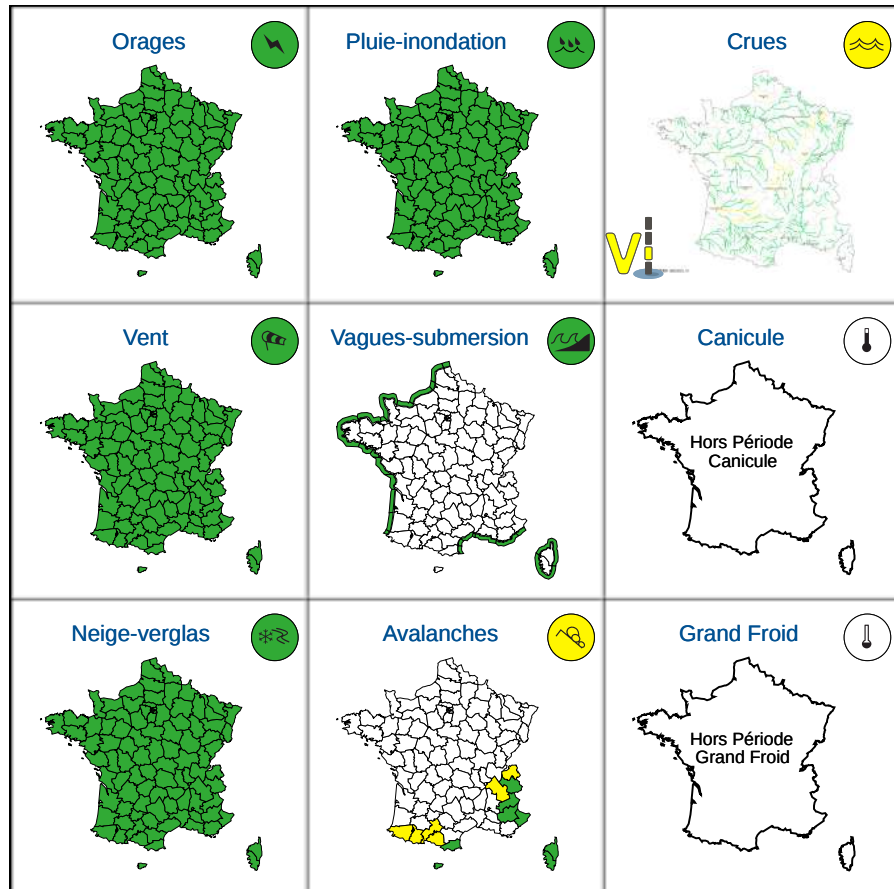 Orages
Pluie-inondation
Crues
Vi
Vent
Vagues-submersion
Canicule
Hors Période
Canicule
Neige-verglas
Avalanches
Grand Froid
Hors Période
Grand Froid